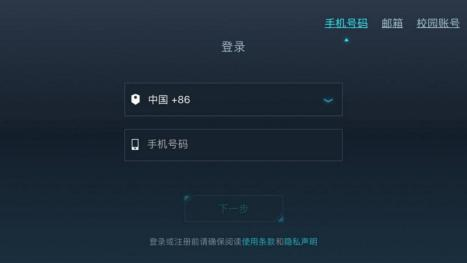 手机号码 邮箱 校园账号
登录
中国 +86
手机号码
下一步
登录或注册前请确保阅读使用条款和隐私声明